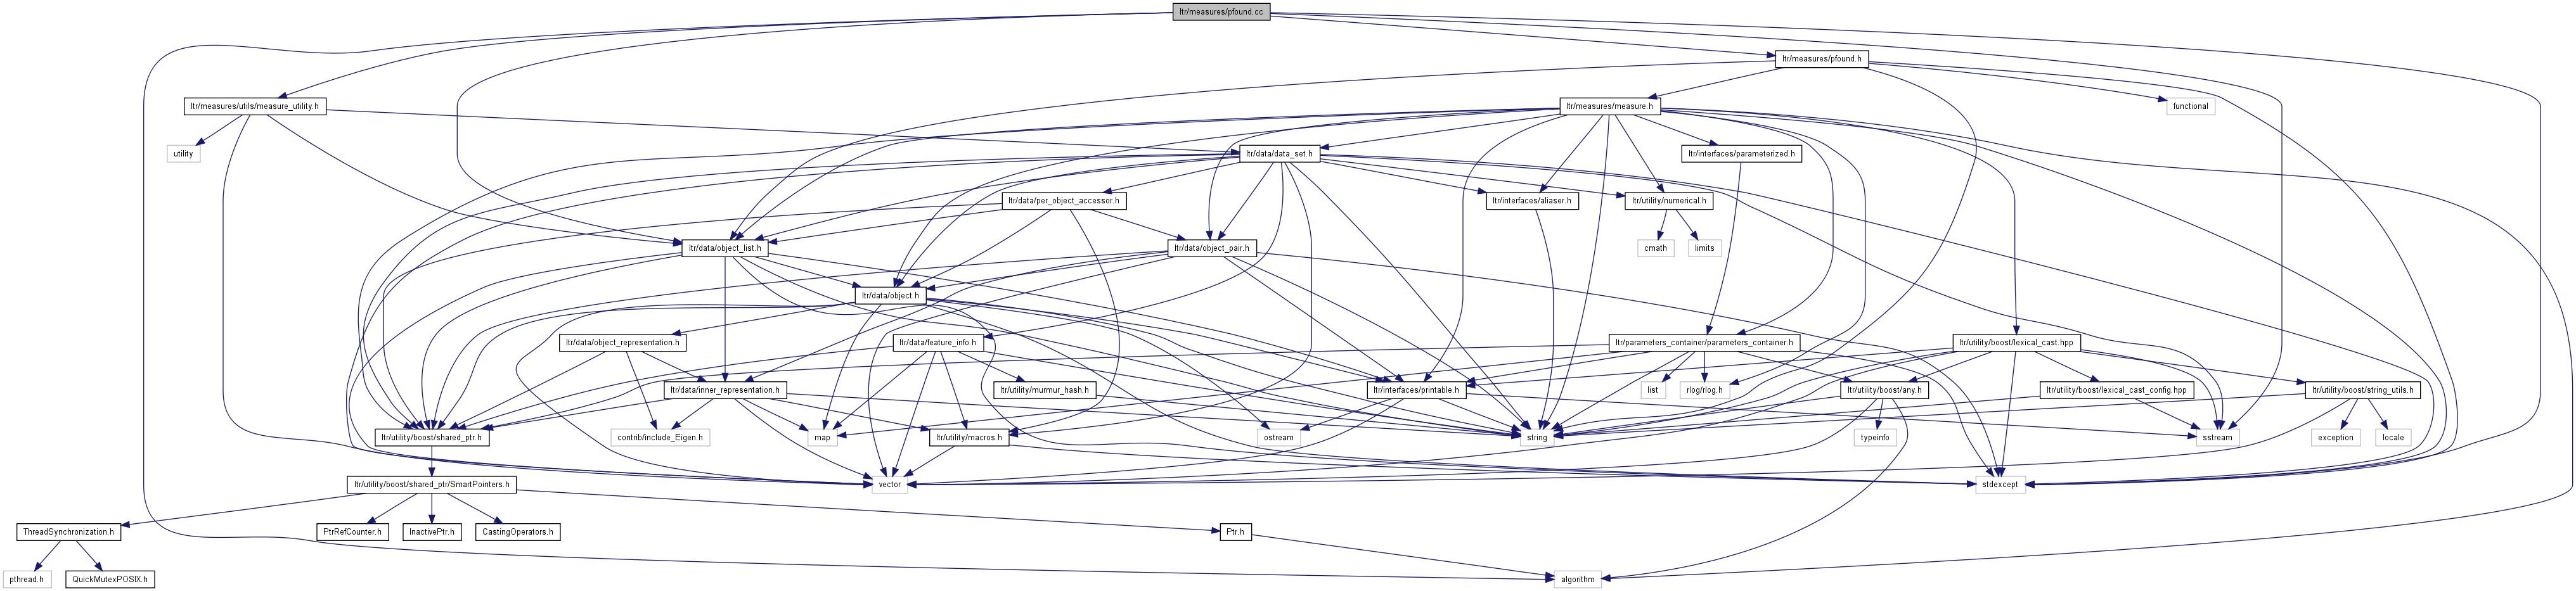 ltr/measures/pfound.cc
ltr/measures/pfound.h
ltr/measures/utils/measure_utility.h
ltr/measures/measure.h
functional
utility
ltr/data/data_set.h
ltr/interfaces/parameterized.h
ltr/data/per_object_accessor.h
ltr/interfaces/aliaser.h
ltr/utility/numerical.h
ltr/data/object_list.h
ltr/data/object_pair.h
cmath
limits
ltr/data/object.h
ltr/data/object_representation.h
ltr/data/feature_info.h
ltr/parameters_container/parameters_container.h
ltr/utility/boost/lexical_cast.hpp
ltr/data/inner_representation.h
ltr/utility/murmur_hash.h
ltr/interfaces/printable.h
list
rlog/rlog.h
ltr/utility/boost/any.h
ltr/utility/boost/lexical_cast_config.hpp
ltr/utility/boost/string_utils.h
ltr/utility/boost/shared_ptr.h
contrib/include_Eigen.h
map
ltr/utility/macros.h
ostream
string
typeinfo
sstream
exception
locale
ltr/utility/boost/shared_ptr/SmartPointers.h
vector
stdexcept
ThreadSynchronization.h
PtrRefCounter.h
InactivePtr.h
CastingOperators.h
Ptr.h
pthread.h
QuickMutexPOSIX.h
algorithm